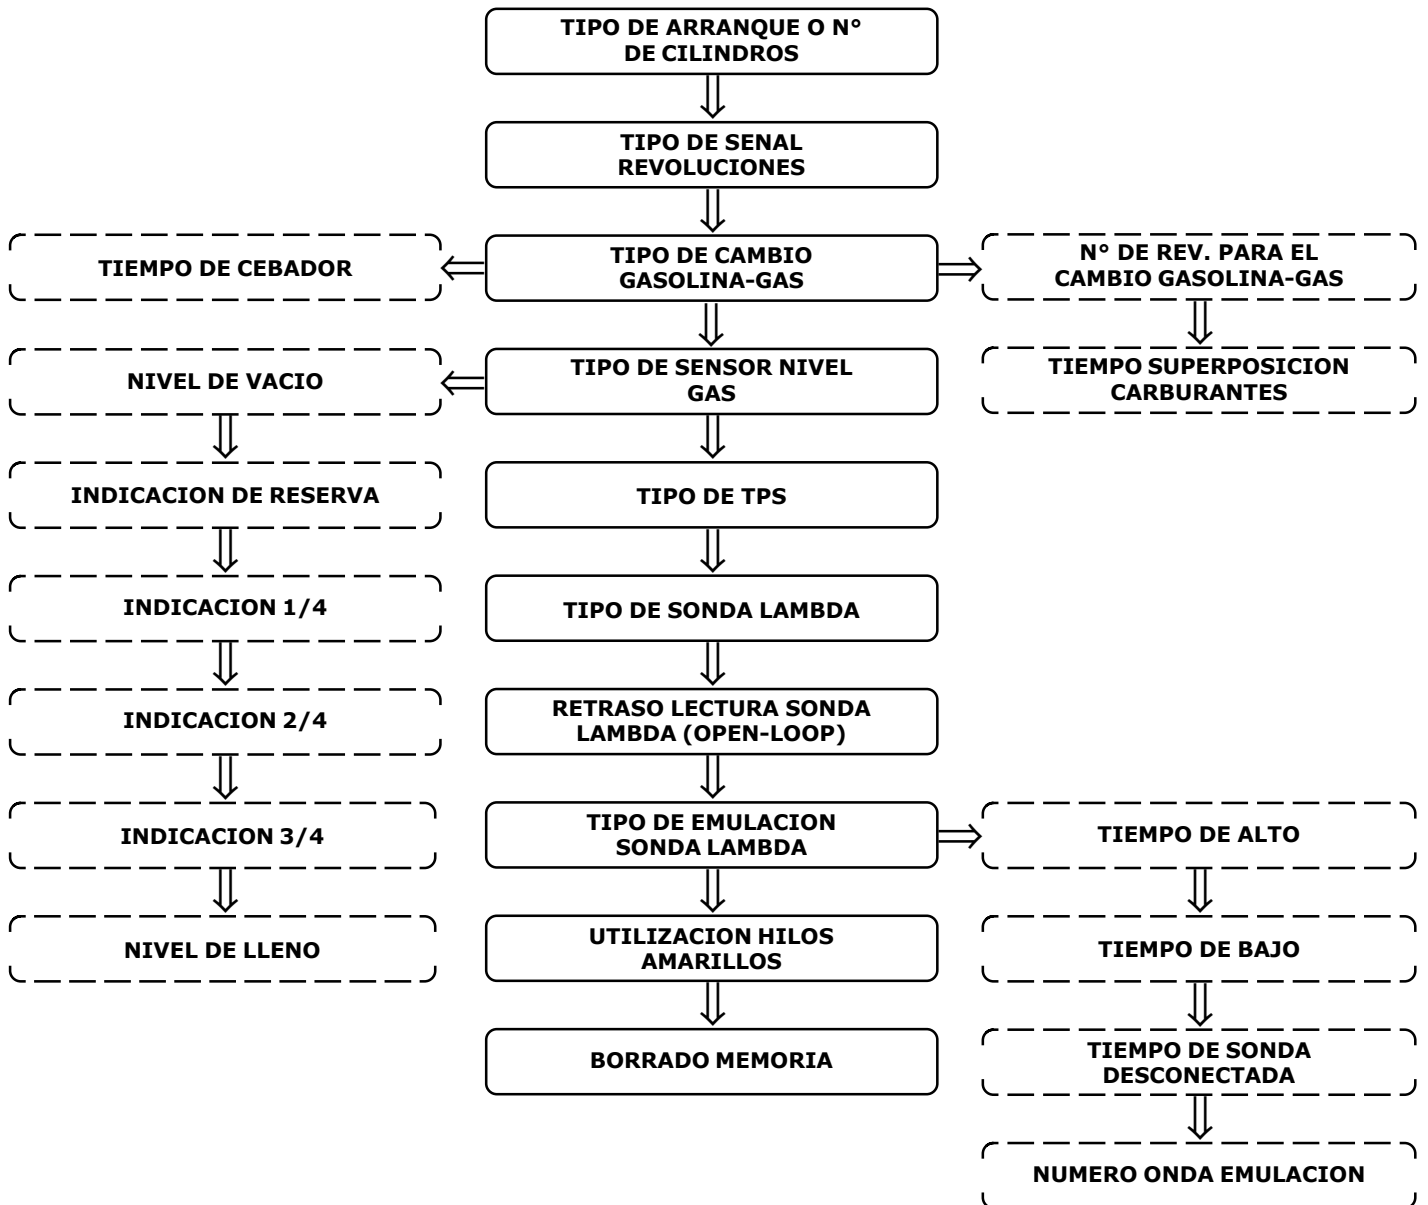 TIPO DE ARRANQUE O N°
DE CILINDROS
TIPO DE SENAL
REVOLUCIONES
TIEMPO DE CEBADOR
TIPO DE CAMBIO
GASOLINA-GAS
N° DE REV. PARA EL
CAMBIO GASOLINA-GAS
NIVEL DE VACIO
TIPO DE SENSOR NIVEL
GAS
TIEMPO SUPERPOSICION
CARBURANTES
INDICACION DE RESERVA
TIPO DE TPS
INDICACION 1/4
TIPO DE SONDA LAMBDA
INDICACION 2/4
RETRASO LECTURA SONDA
LAMBDA (OPEN-LOOP)
INDICACION 3/4
TIPO DE EMULACION
SONDA LAMBDA
TIEMPO DE ALTO
NIVEL DE LLENO
UTILIZACION HILOS
AMARILLOS
TIEMPO DE BAJO
BORRADO MEMORIA
TIEMPO DE SONDA
DESCONECTADA
NUMERO ONDA EMULACION